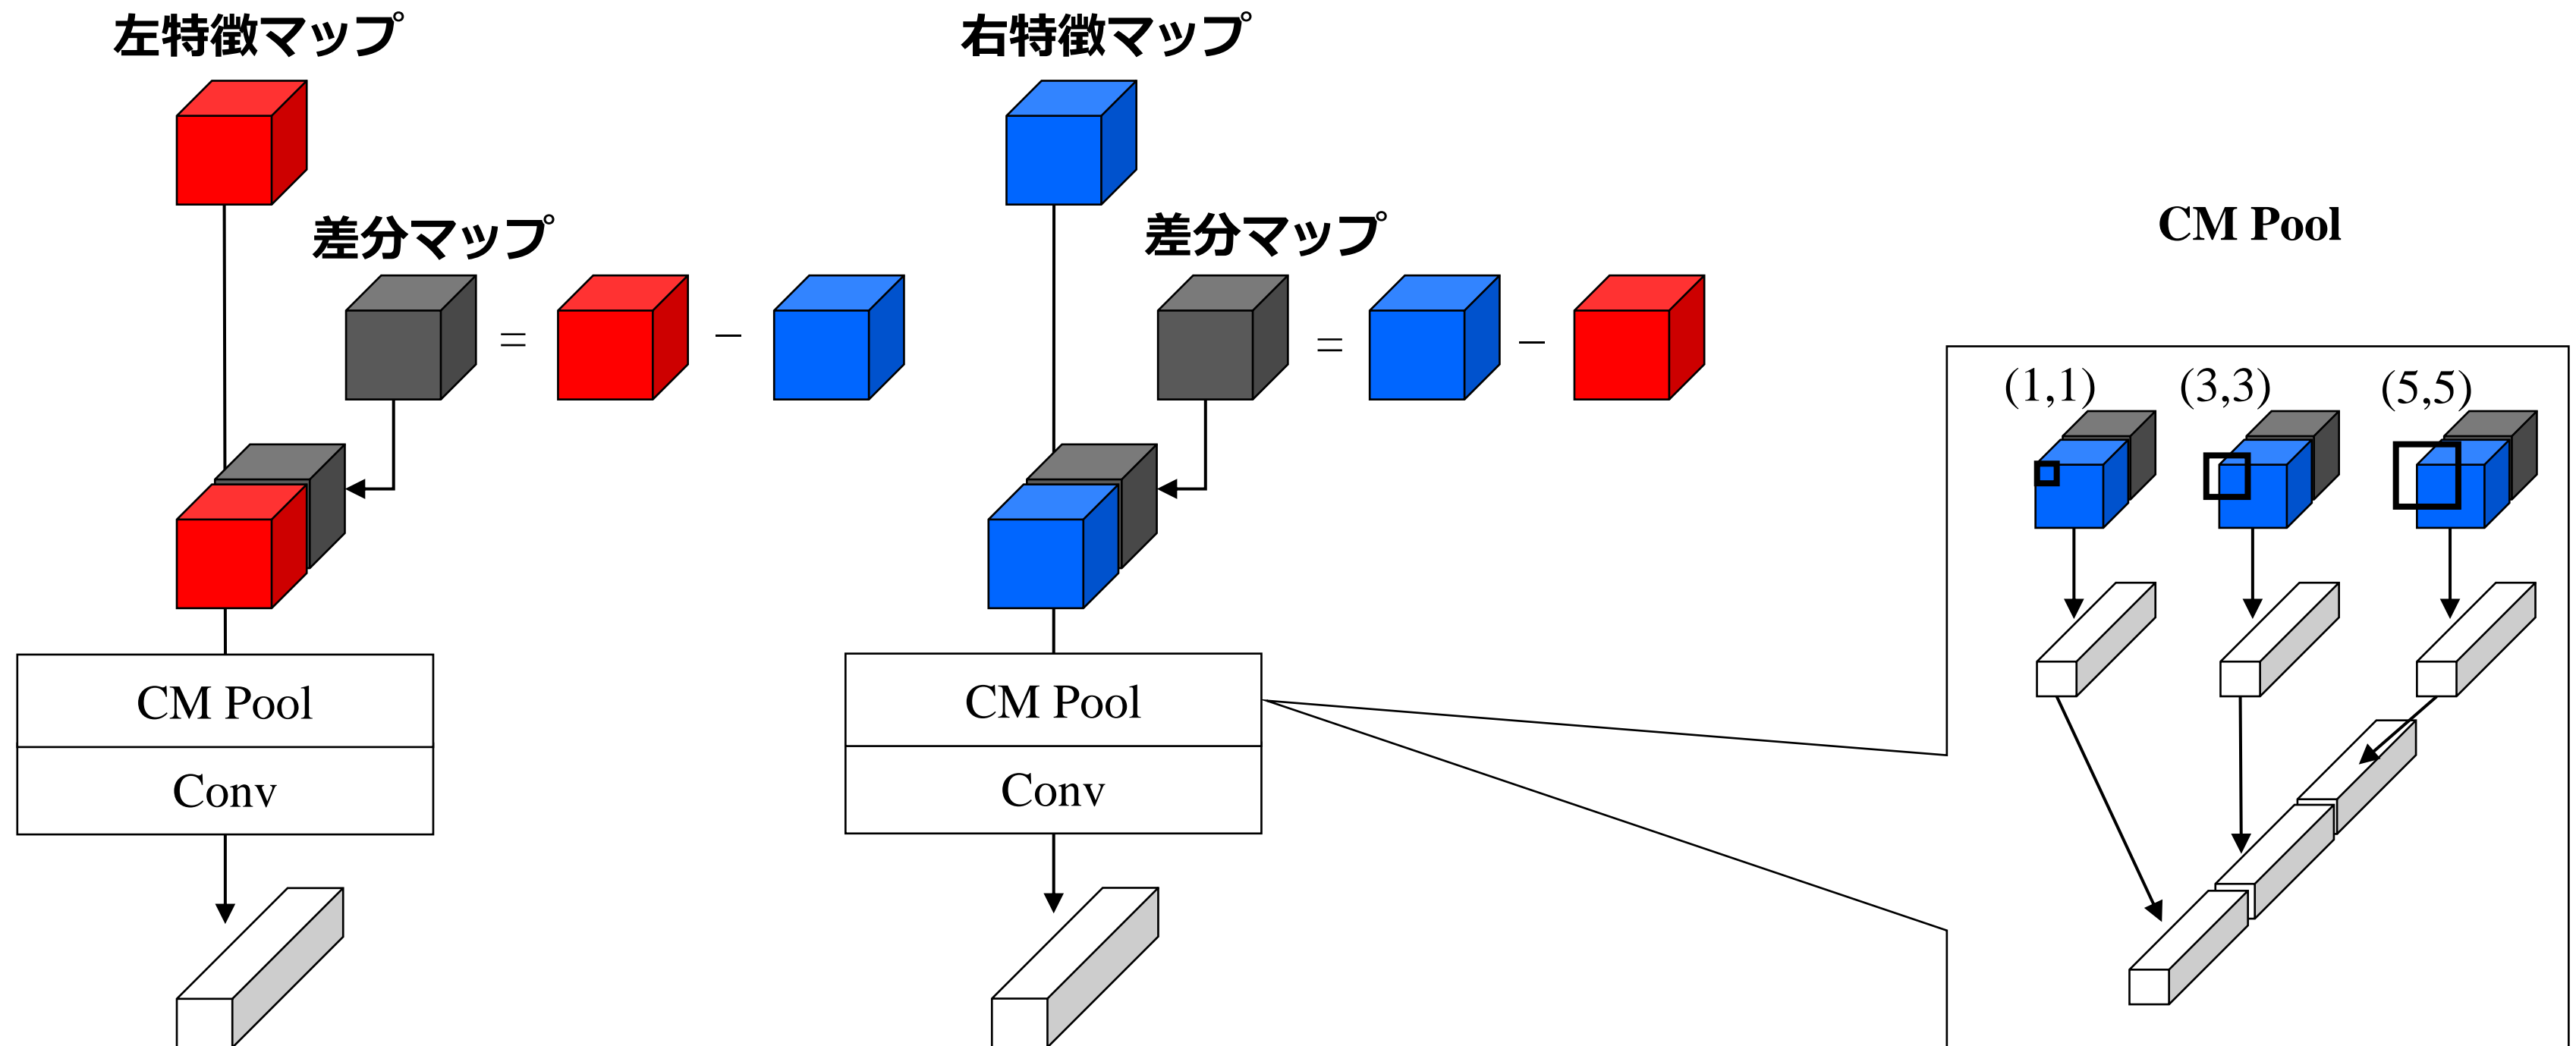 左特徴マップ
右特徴マップ
差分マップ
= −
差分マップ
= −
CM Pool
(1,1) (3,3) (5,5)
CM Pool
Conv
CM Pool
Conv